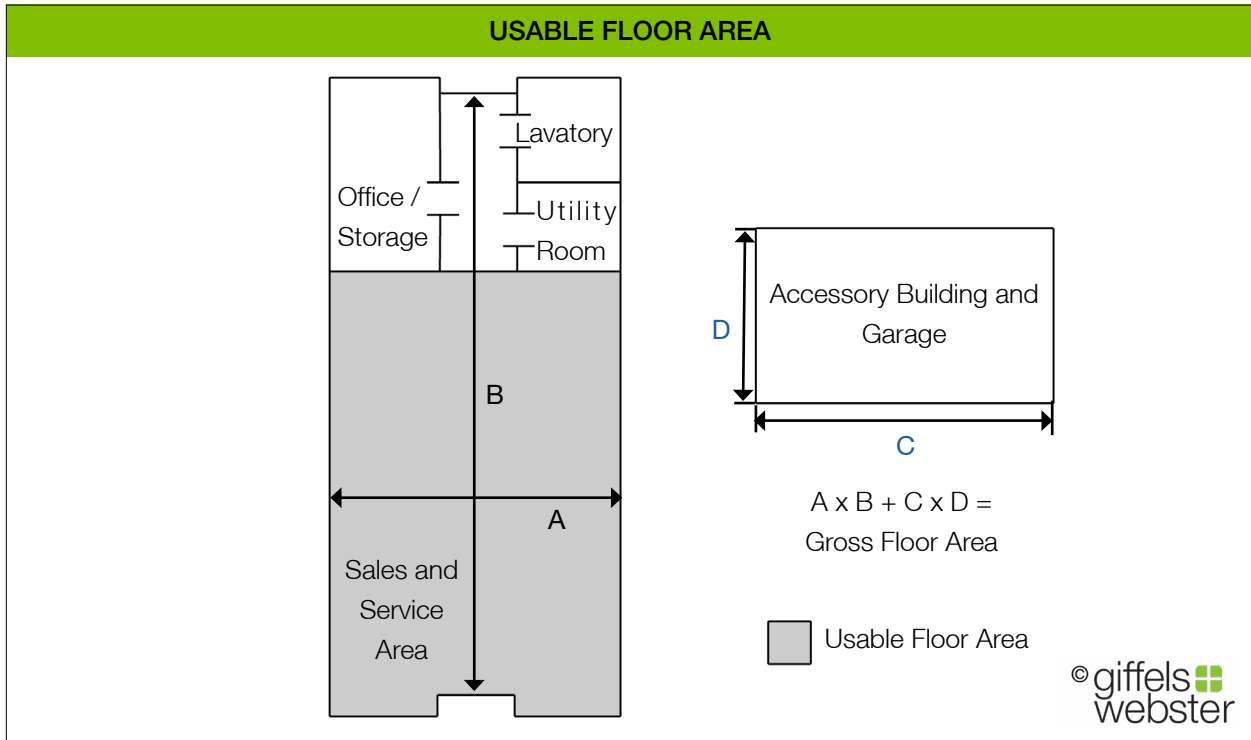 USABLE FLOOR AREA
Lavatory
Office /
Storage
Utility
Room
B
A
Sales and
Service
Area
Accessory Building and
Garage
D
C
A x B + C x D =
Gross Floor Area
Usable Floor Area
© giffels
webster